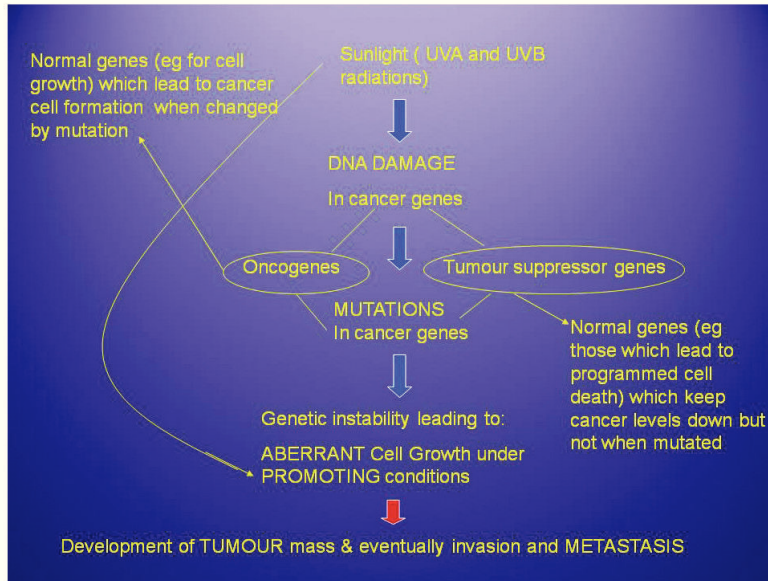 Normal genes (eg for cell
growth) which lead to cancer
cell formation when changed
by mutation
Sunlight ( UVA and UVB
radiations)
DNA DAMAGE
In cancer genes
Oncogenes
Tumour suppressor genes
MUTATIONS
In cancer genes
Normal genes (eg
those which lead to
programmed cell
death) which keep
cancer levels down but
not when mutated
Genetic instability leading to:
ABERRANT Cell Growth under
PROMOTING conditions
Development of TUMOUR mass & eventually invasion and METASTASIS